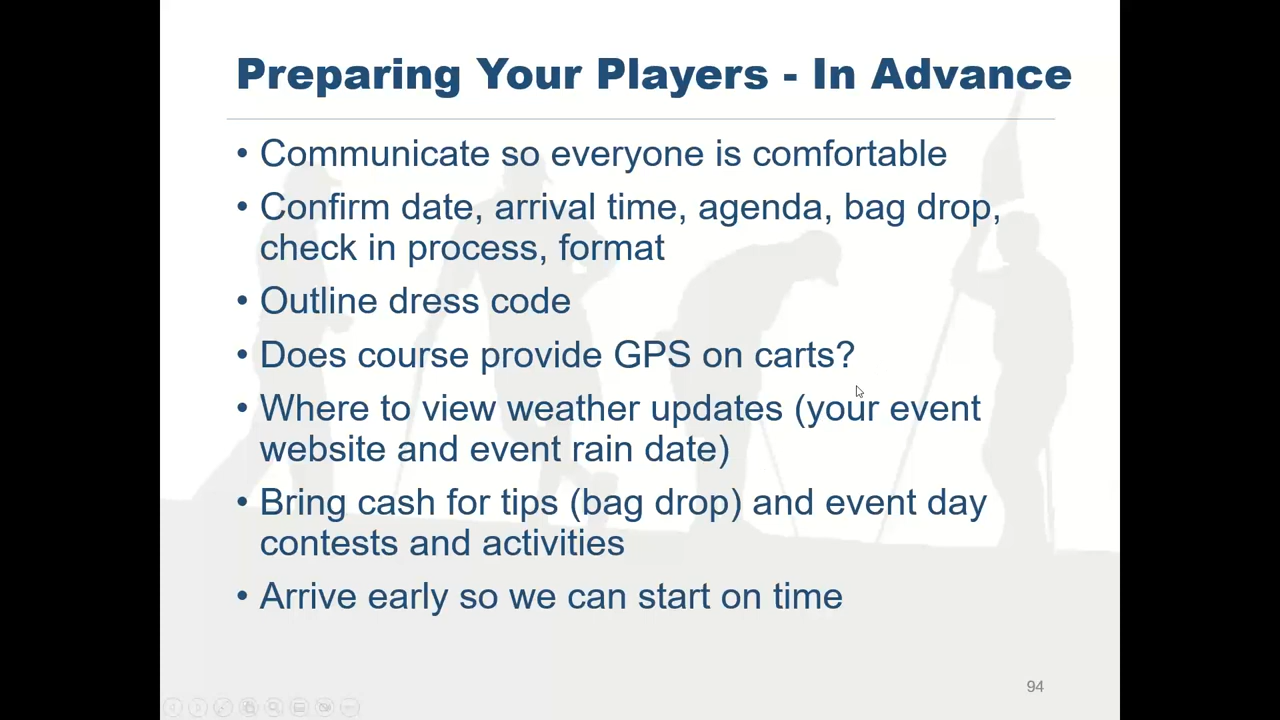 Preparing Your Players - In Advance
• Communicate so everyone is comfortable
• Confirm date, arrival time, agenda, bag drop,
check in process, format
• Outline dress code
• Does course provide GPS on carts?
• Where to view weather updates (your event
website and event rain date)
• Bring cash for tips (bag drop) and event day
contests and activities
• Arrive early so we can start on time
94